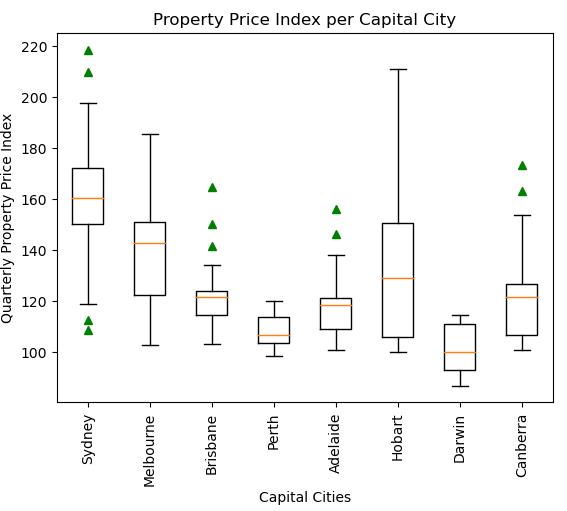 Property Price Index per Capital City
Quarterly Property Price Index
220
200
180
160
140
120
100
Sydney
Melbourne
Brisbane
Perth
Adelaide
Hobart
Darwin
Canberra
Capital Cities